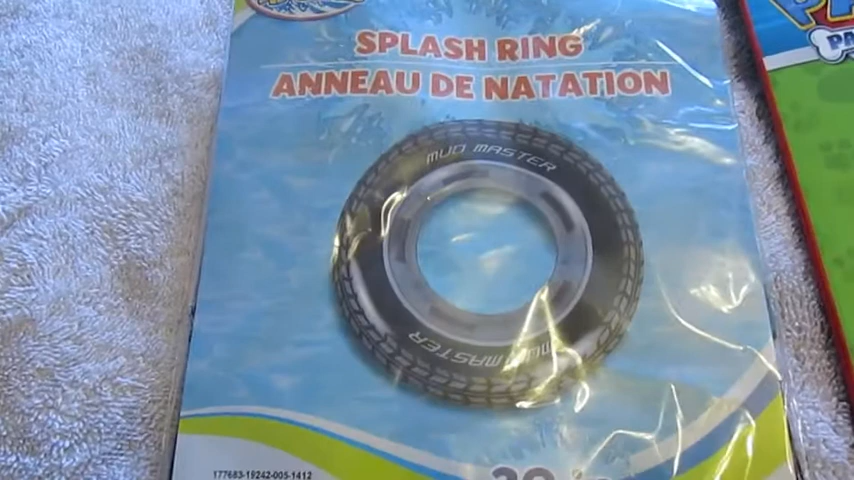 SPLASH RING
ANNEAU DE NATATION
MUD MASTER
MUD MASTER
177683-19242-005-1412